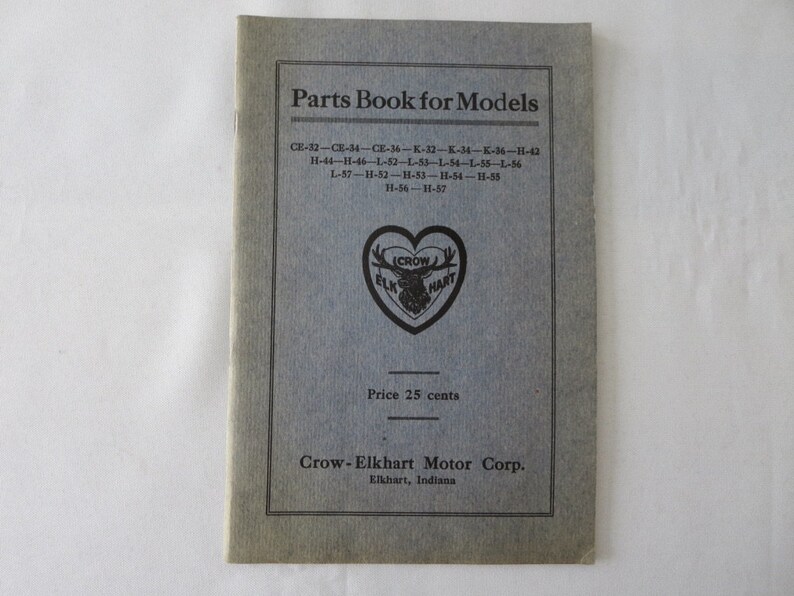 Parts Book for Models
CE-32—CE-34—CE-36—K-32—K-34—K-36—H-42
H-44—H-46—L-52—L-53—L-54—L-55—L-56
L-57—H-52—H-53—H-54—H-55
H-56—H-57
CROW
ELK HART
Price 25 cents
Crow-Elkhart Motor Corp.
Elkhart, Indiana